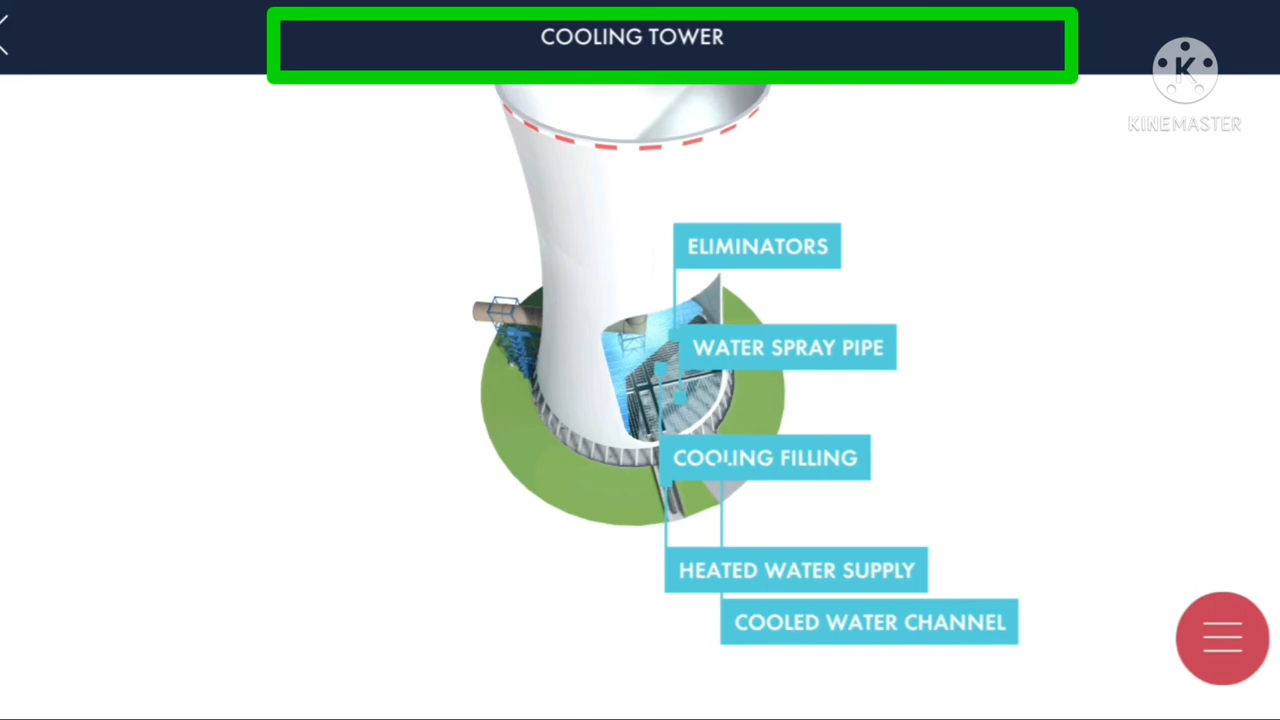 COOLING TOWER
K
KINEMASTER
ELIMINATORS
WATER SPRAY PIPE
COOLING FILLING
HEATED WATER SUPPLY
COOLED WATER CHANNEL